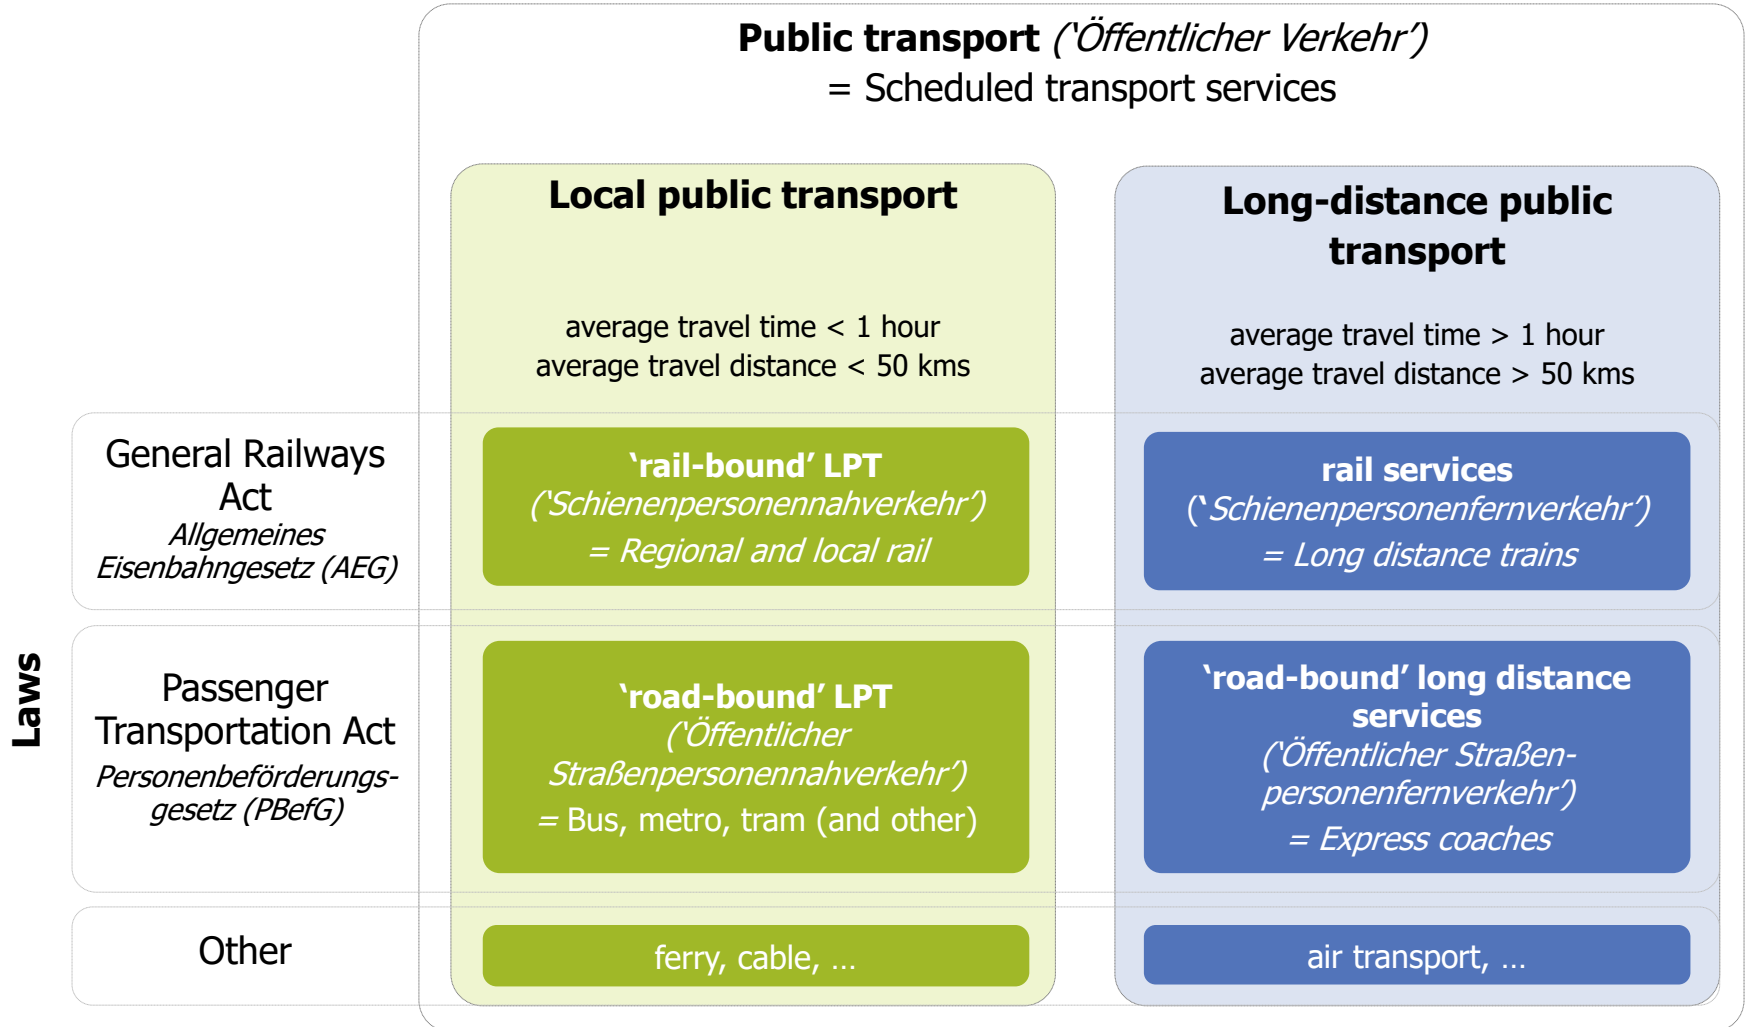 Public transport (‘Öffentlicher Verkehr’)
= Scheduled transport services
Local public transport
average travel time < 1 hour
average travel distance < 50 kms
Long-distance public
transport
average travel time > 1 hour
average travel distance > 50 kms
Laws
General Railways
Act
Allgemeines
Eisenbahngesetz (AEG)
‘rail-bound’ LPT
(‘Schienenpersonennahverkehr’)
= Regional and local rail
rail services
(‘Schienenpersonenfernverkehr’)
= Long distance trains
Passenger
Transportation Act
Personenbeförderungs-
gesetz (PBefG)
‘road-bound’ LPT
(‘Öffentlicher
Straßenpersonennahverkehr’)
= Bus, metro, tram (and other)
‘road-bound’ long distance
services
(‘Öffentlicher Straßen-
personenfernverkehr’)
= Express coaches
Other
ferry, cable, …
air transport, …